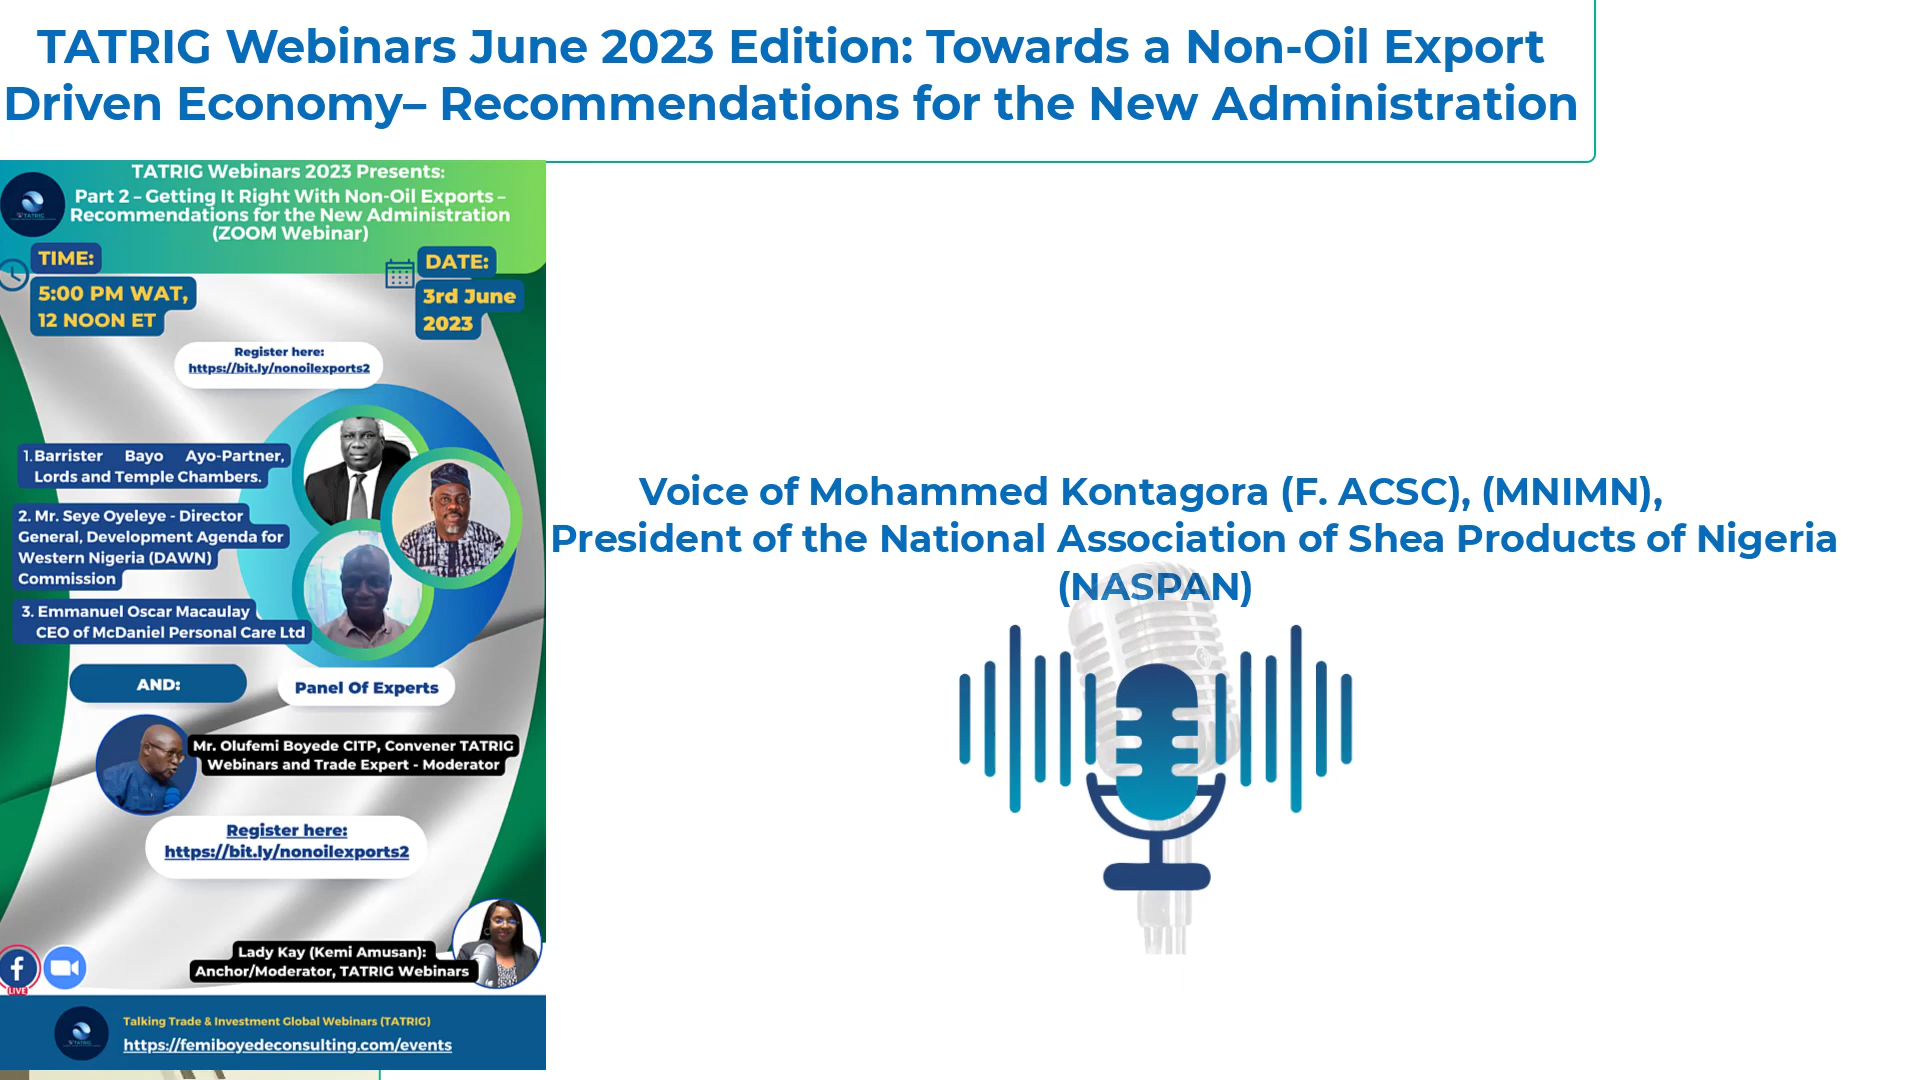 TATRIG Webinars June 2023 Edition: Towards a Non-Oil Export
Driven Economy– Recommendations for the New Administration
TATRIG Webinars 2023 Presents:
Part 2 – Getting It Right With Non-Oil Exports –
Recommendations for the New Administration
(ZOOM Webinar)
TATRIG
TIME:
5:00 PM WAT,
12 NOON ET
DATE:
3rd June
2023
Register here:
https://bit.ly/nonoilexports2
1. Barrister Bayo Ayo-Partner,
Lords and Temple Chambers.
2. Mr. Seye Oyeleye - Director
General, Development Agenda for
Western Nigeria (DAWN)
Commission
3. Emmanuel Oscar Macaulay
CEO of McDaniel Personal Care Ltd
AND:
Panel Of Experts
Mr. Olufemi Boyede CITP, Convener TATRIG
Webinars and Trade Expert - Moderator
Register here:
https://bit.ly/nonoilexports2
Lady Kay (Kemi Amusan):
Anchor/Moderator, TATRIG Webinars
LIVE
TATRIG
Talking Trade & Investment Global Webinars (TATRIG)
https://femiboyedeconsulting.com/events
Voice of Mohammed Kontagora (F. ACSC), (MNIMN),
President of the National Association of Shea Products of Nigeria
(NASPAN)